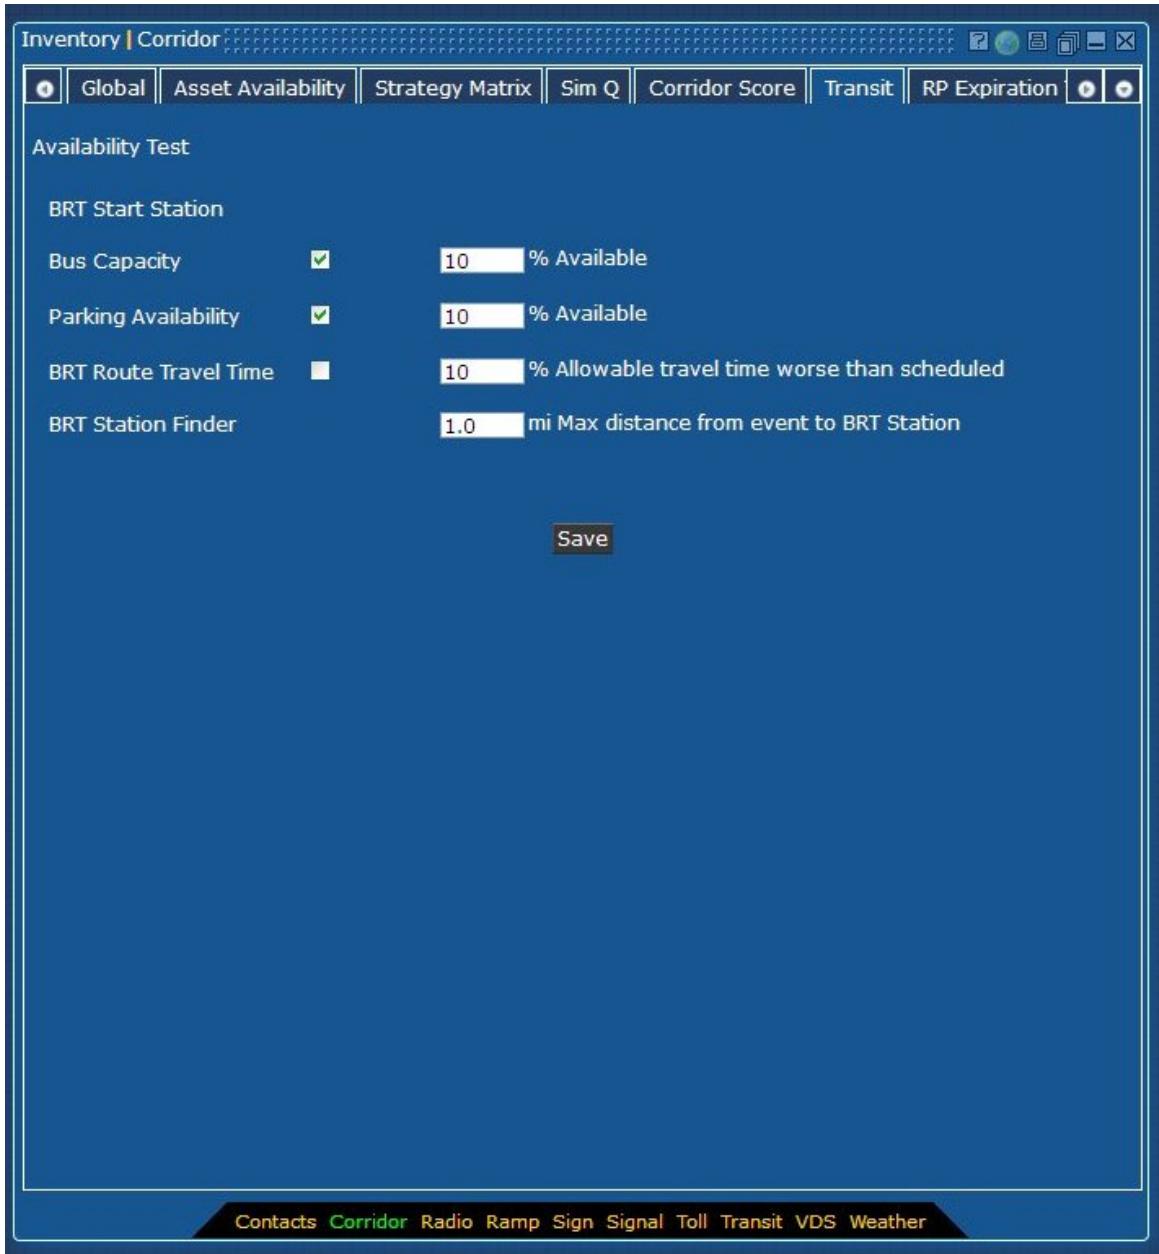 Inventory | Corridor
Global Asset Availability Strategy Matrix Sim Q Corridor Score Transit RP Expiration
Availability Test
BRT Start Station
Bus Capacity 10 % Available
Parking Availability 10 % Available
BRT Route Travel Time 10 % Allowable travel time worse than scheduled
BRT Station Finder 1.0 mi Max distance from event to BRT Station
Save
Contacts Corridor Radio Ramp Sign Signal Toll Transit VDS Weather